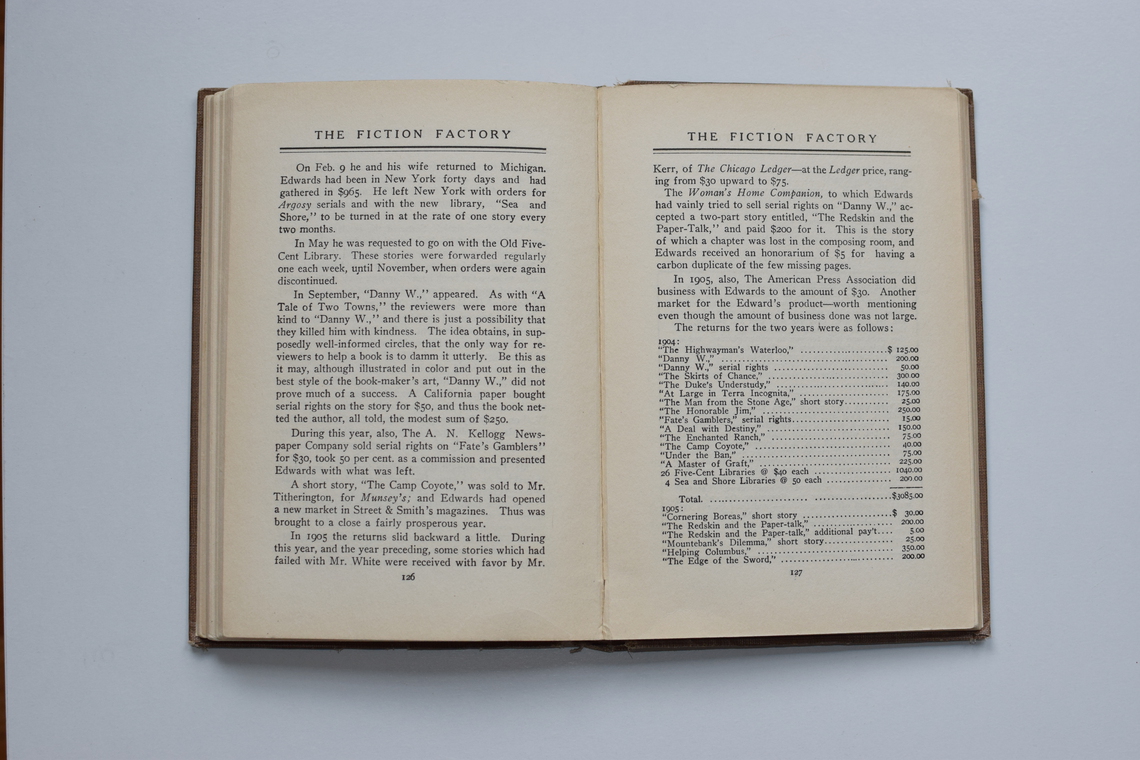 THE FICTION FACTORY
On Feb. 9 he and his wife returned to Michigan.
Edwards had been in New York forty days and had
gathered in $965. He left New York with orders for
Argosy serials and with the new library, "Sea and
Shore," to be turned in at the rate of one story every
two months.
In May he was requested to go on with the Old Five-
Cent Library. These stories were forwarded regularly
one each week, until November, when orders were again
discontinued.
In September, "Danny W.," appeared. As with "A
Tale of Two Towns," the reviewers were more than
kind to "Danny W.," and there is just a possibility that
they killed him with kindness. The idea obtains, in sup-
posedly well-informed circles, that the only way for re-
viewers to help a book is to damn it utterly. Be this as
it may, although illustrated in color and put out in the
best style of the book-maker's art, "Danny W.," did not
prove much of a success. A California paper bought
serial rights on the story for $50, and thus the book net-
ted the author, all told, the modest sum of $250.
During this year, also, The A. N. Kellogg News-
paper Company sold serial rights on "Fate's Gamblers"
for $30, took 50 per cent. as a commission and presented
Edwards with what was left.
A short story, "The Camp Coyote," was sold to Mr.
Titherington, for Munsey's; and Edwards had opened
a new market in Street & Smith's magazines. Thus was
brought to a close a fairly prosperous year.
In 1905 the returns slid backward a little. During
this year, and the year preceding, some stories which had
failed with Mr. White were received with favor by Mr.
126
THE FICTION FACTORY
Kerr, of The Chicago Ledger—at the Ledger price, rang-
ing from $30 upward to $75.
The Woman's Home Companion, to which Edwards
had vainly tried to sell serial rights on "Danny W.," ac-
cepted a two-part story entitled, "The Redskin and the
Paper-Talk," and paid $200 for it. This is the story
of which a chapter was lost in the composing room, and
Edwards received an honorarium of $5 for having a
carbon duplicate of the few missing pages.
In 1905, also, The American Press Association did
business with Edwards to the amount of $30. Another
market for the Edward's product—worth mentioning
even though the amount of business done was not large.
The returns for the two years were as follows:
1904:
"The Highwayman's Waterloo," ........................$ 125.00
"Danny W.," ........................ 200.00
"Danny W.," serial rights ........................ 50.00
"The Skirts of Chance," ........................ 300.00
"The Duke's Understudy," ........................ 140.00
"At Large in Terra Incognita," ........................ 175.00
"The Man from the Stone Age," short story.......... 25.00
"The Honorable Jim," ........................ 250.00
"Fate's Gamblers," serial rights........................ 15.00
"A Deal with Destiny," ........................ 150.00
"The Enchanted Ranch," ........................ 75.00
"The Camp Coyote," ........................ 40.00
"Under the Ban," ........................ 75.00
"A Master of Graft," ........................ 225.00
26 Five-Cent Libraries @ $40 each .................. 1040.00
4 Sea and Shore Libraries @ 50 each ............... 200.00
Total. ........................$3085.00
1905:
"Cornering Boreas," short story ........................$ 30.00
"The Redskin and the Paper-talk," ................... 200.00
"The Redskin and the Paper-talk," additional pay't.... 5.00
"Mountebank's Dilemma," short story................. 25.00
"Helping Columbus," ........................ 350.00
"The Edge of the Sword," ........................ 200.00
127